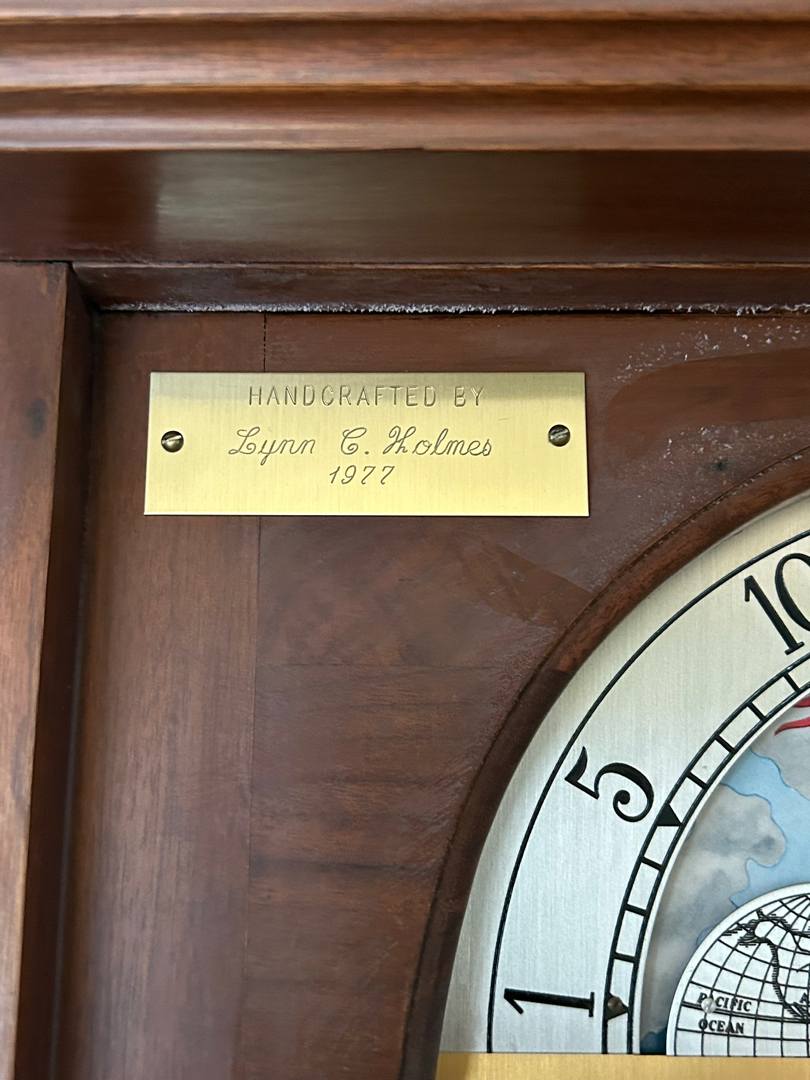 HANDCRAFTED BY
Lynn C. Holmes
1977
10
5
1
PACIFIC
OCEAN